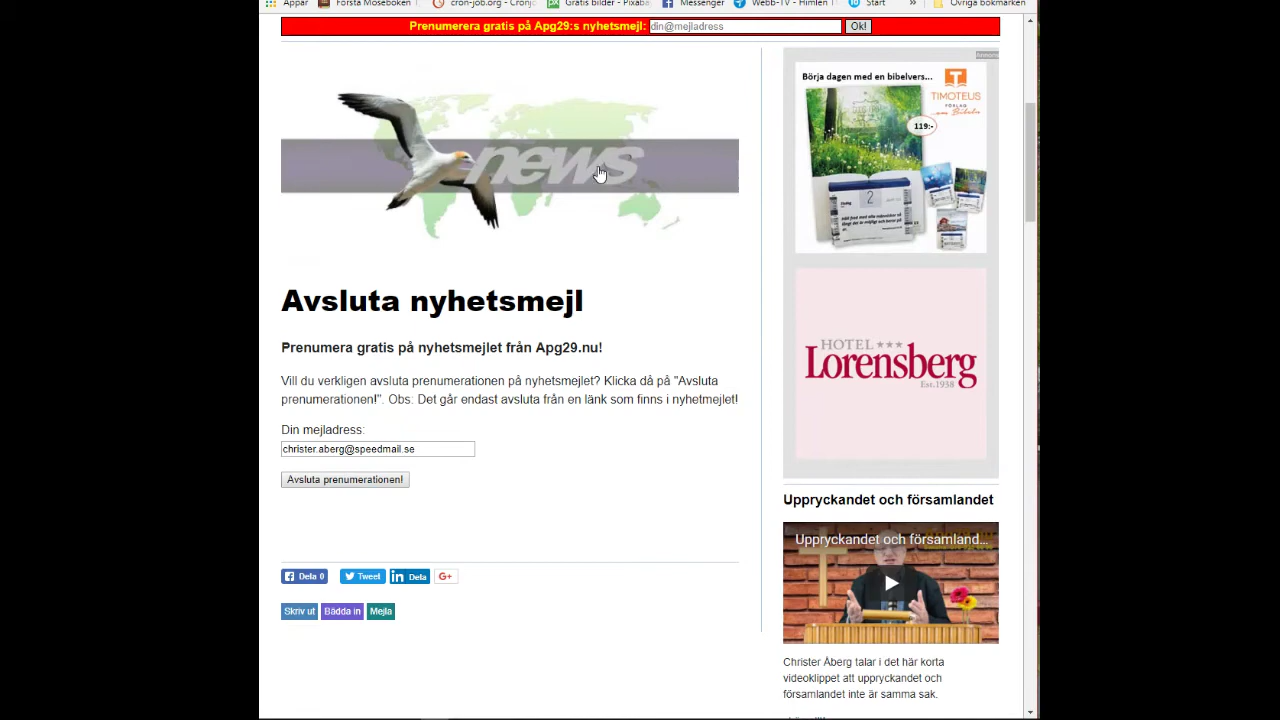 Appar
Första Moseboken
cron-job.org - Cronj
Gratis bilder - Pixaba
Messenger
Webb-TV - Himlen T
Start
»
Övriga bokmärken
Prenumerera gratis på Apg29:s nyhetsmejl:
din@mejladress
Ok!
news
Avsluta nyhetsmejl
Prenumera gratis på nyhetsmejlet från Apg29.nu!
Vill du verkligen avsluta prenumerationen på nyhetsmejlet? Klicka då på "Avsluta
prenumerationen!". Obs: Det går endast avsluta från en länk som finns i nyhetmejlet!
Din mejladress:
christer.aberg@speedmail.se
Avsluta prenumerationen!
Dela 0
Tweet
Dela
G+
Skriv ut
Bädda in
Mejla
Börja dagen med en bibelvers...
TIMOTEUS
FÖRLAG
119:-
2
HOTEL ★★★
Lorensberg
Est.1938
Uppryckandet och församlandet
Uppryckandet och församland...
Christer Åberg talar i det här korta
videoklippet att uppryckandet och
församlandet inte är samma sak.